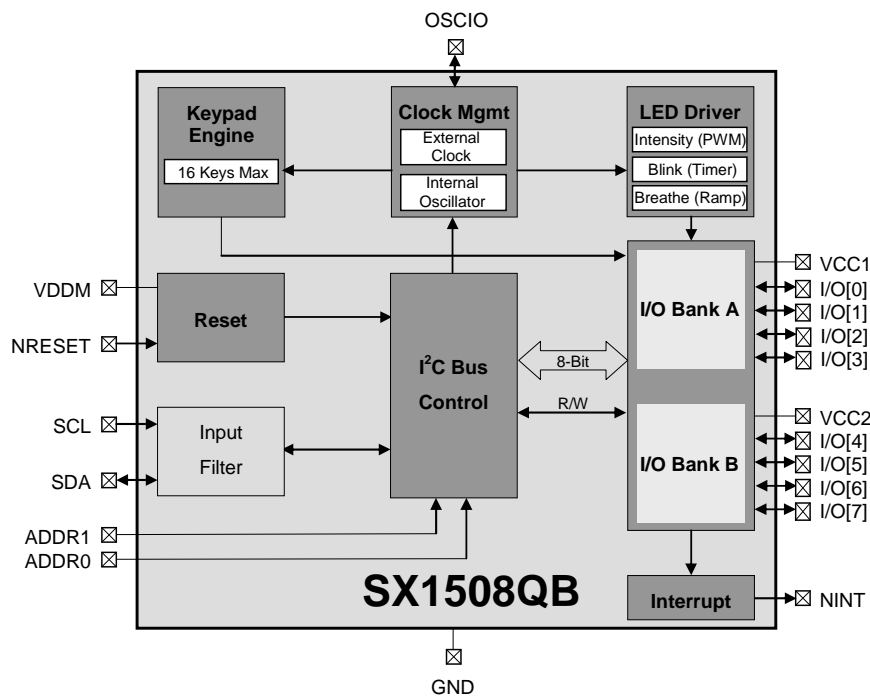 OSCIO
Keypad
Engine
16 Keys Max
Clock Mgmt
External
Clock
Internal
Oscillator
LED Driver
Intensity (PWM)
Blink (Timer)
Breathe (Ramp)
VDDM
NRESET
Reset
SCL
SDA
Input
Filter
ADDR1
ADDR0
I²C Bus
Control
8-Bit
R/W
I/O Bank A
I/O Bank B
VCC1
I/O[0]
I/O[1]
I/O[2]
I/O[3]
VCC2
I/O[4]
I/O[5]
I/O[6]
I/O[7]
SX1508QB
Interrupt
NINT
GND